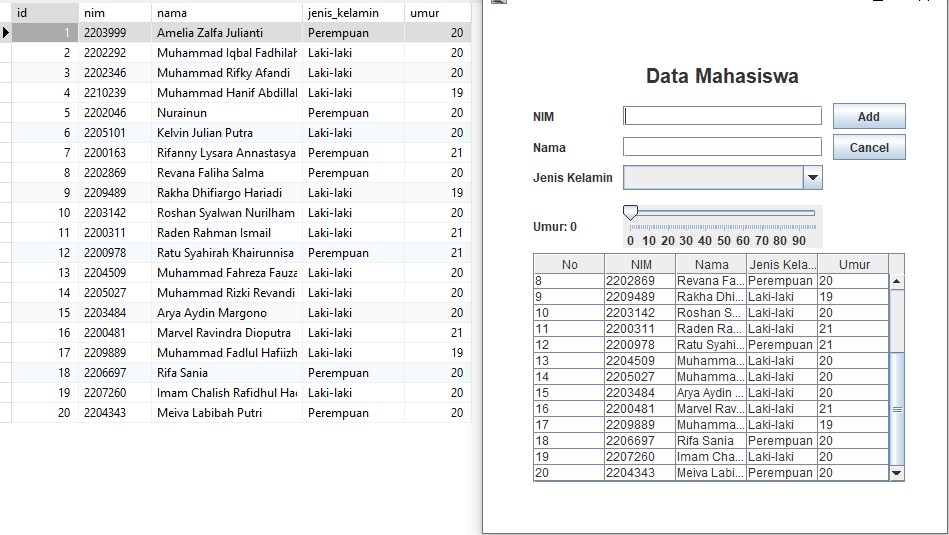 id nim nama jenis_kelamin umur
1 2203999 Amelia Zalfa Julianti Perempuan 20
2 2202292 Muhammad Iqbal Fadhilah Laki-laki 20
3 2202346 Muhammad Rifky Afandi Laki-laki 20
4 2210239 Muhammad Hanif Abdillal Laki-laki 19
5 2202046 Nurainun Perempuan 20
6 2205101 Kelvin Julian Putra Laki-laki 20
7 2200163 Rifanny Lysara Annastasya Perempuan 21
8 2202869 Revana Faliha Salma Perempuan 20
9 2209489 Rakha Dhifiargo Hariadi Laki-laki 19
10 2203142 Roshan Syalwan Nurilham Laki-laki 20
11 2200311 Raden Rahman Ismail Laki-laki 21
12 2200978 Ratu Syahirah Khairunnisa Perempuan 21
13 2204509 Muhammad Fahreza Fauza Laki-laki 20
14 2205027 Muhammad Rizki Revandi Laki-laki 20
15 2203484 Arya Aydin Margono Laki-laki 20
16 2200481 Marvel Ravindra Dioputra Laki-laki 21
17 2209889 Muhammad Fadlul Hafiizh Laki-laki 19
18 2206697 Rifa Sania Perempuan 20
19 2207260 Imam Chalish Rafidhul Ha Laki-laki 20
20 2204343 Meiva Labibah Putri Perempuan 20
Data Mahasiswa
NIM Add
Nama Cancel
Jenis Kelamin
Umur: 0
0 10 20 30 40 50 60 70 80 90
No NIM Nama Jenis Kela... Umur
8 2202869 Revana Fa... Perempuan 20
9 2209489 Rakha Dhi... Laki-laki 19
10 2203142 Roshan S... Laki-laki 20
11 2200311 Raden Ra... Laki-laki 21
12 2200978 Ratu Syahi... Perempuan 21
13 2204509 Muhamma... Laki-laki 20
14 2205027 Muhamma... Laki-laki 20
15 2203484 Arya Aydin ... Laki-laki 20
16 2200481 Marvel Rav... Laki-laki 21
17 2209889 Muhamma... Laki-laki 19
18 2206697 Rifa Sania Perempuan 20
19 2207260 Imam Cha... Laki-laki 20
20 2204343 Meiva Labi... Perempuan 20